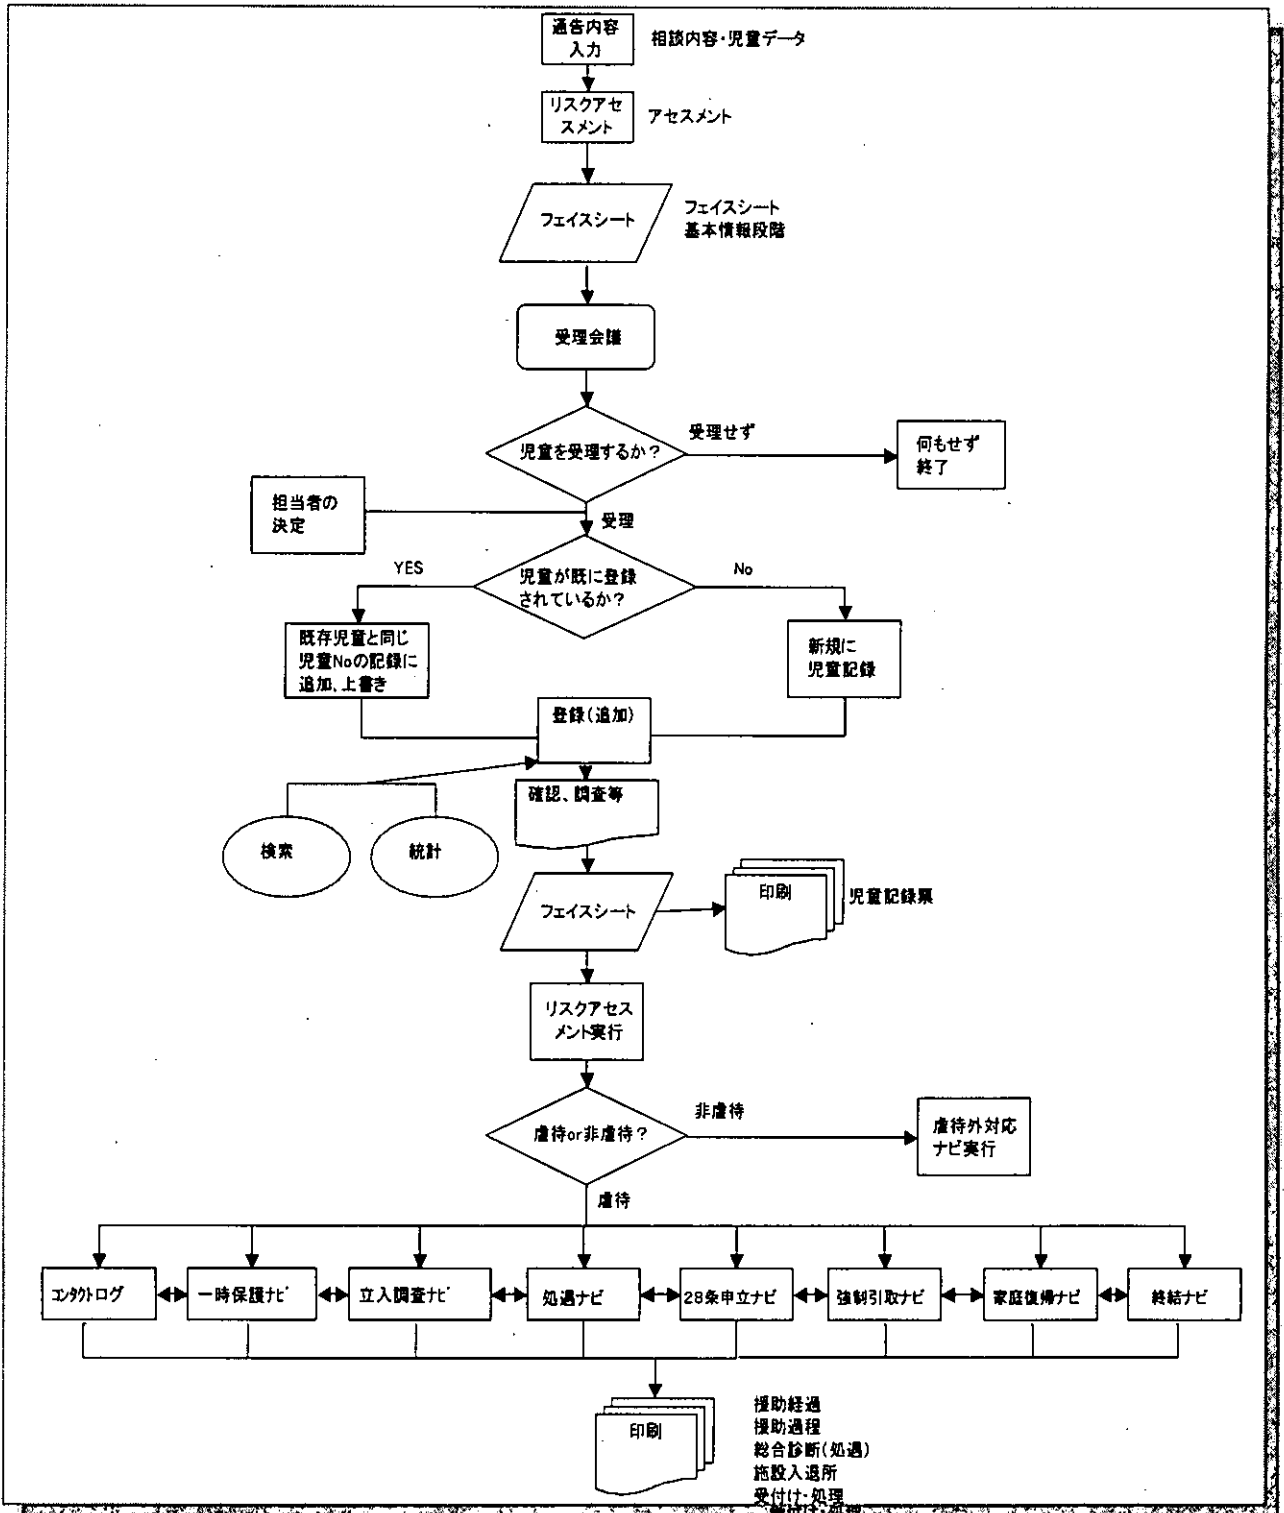 通告内容
入力
相談内容・児童データ
リスクアセ
スメント
アセスメント
フェイスシート
フェイスシート
基本情報段階
受理会議
児童を受理するか？
受理せず
何もせず
終了
担当者の
決定
受理
児童が既に登録
されているか？
YES
No
既存児童と同じ
児童Noの記録に
追加、上書き
新規に
児童記録
登録（追加）
確認、調査等
検索
統計
フェイスシート
印刷
児童記録票
リスクアセス
メント実行
虐待or非虐待？
非虐待
虐待外対応
ナビ実行
虐待
コンタクトログ
一時保護ナビ
立入調査ナビ
処遇ナビ
28条申立ナビ
強制引取ナビ
家庭復帰ナビ
終結ナビ
印刷
援助経過
援助過程
総合診断（処遇）
施設入退所
受付け・処理
受付け・処理